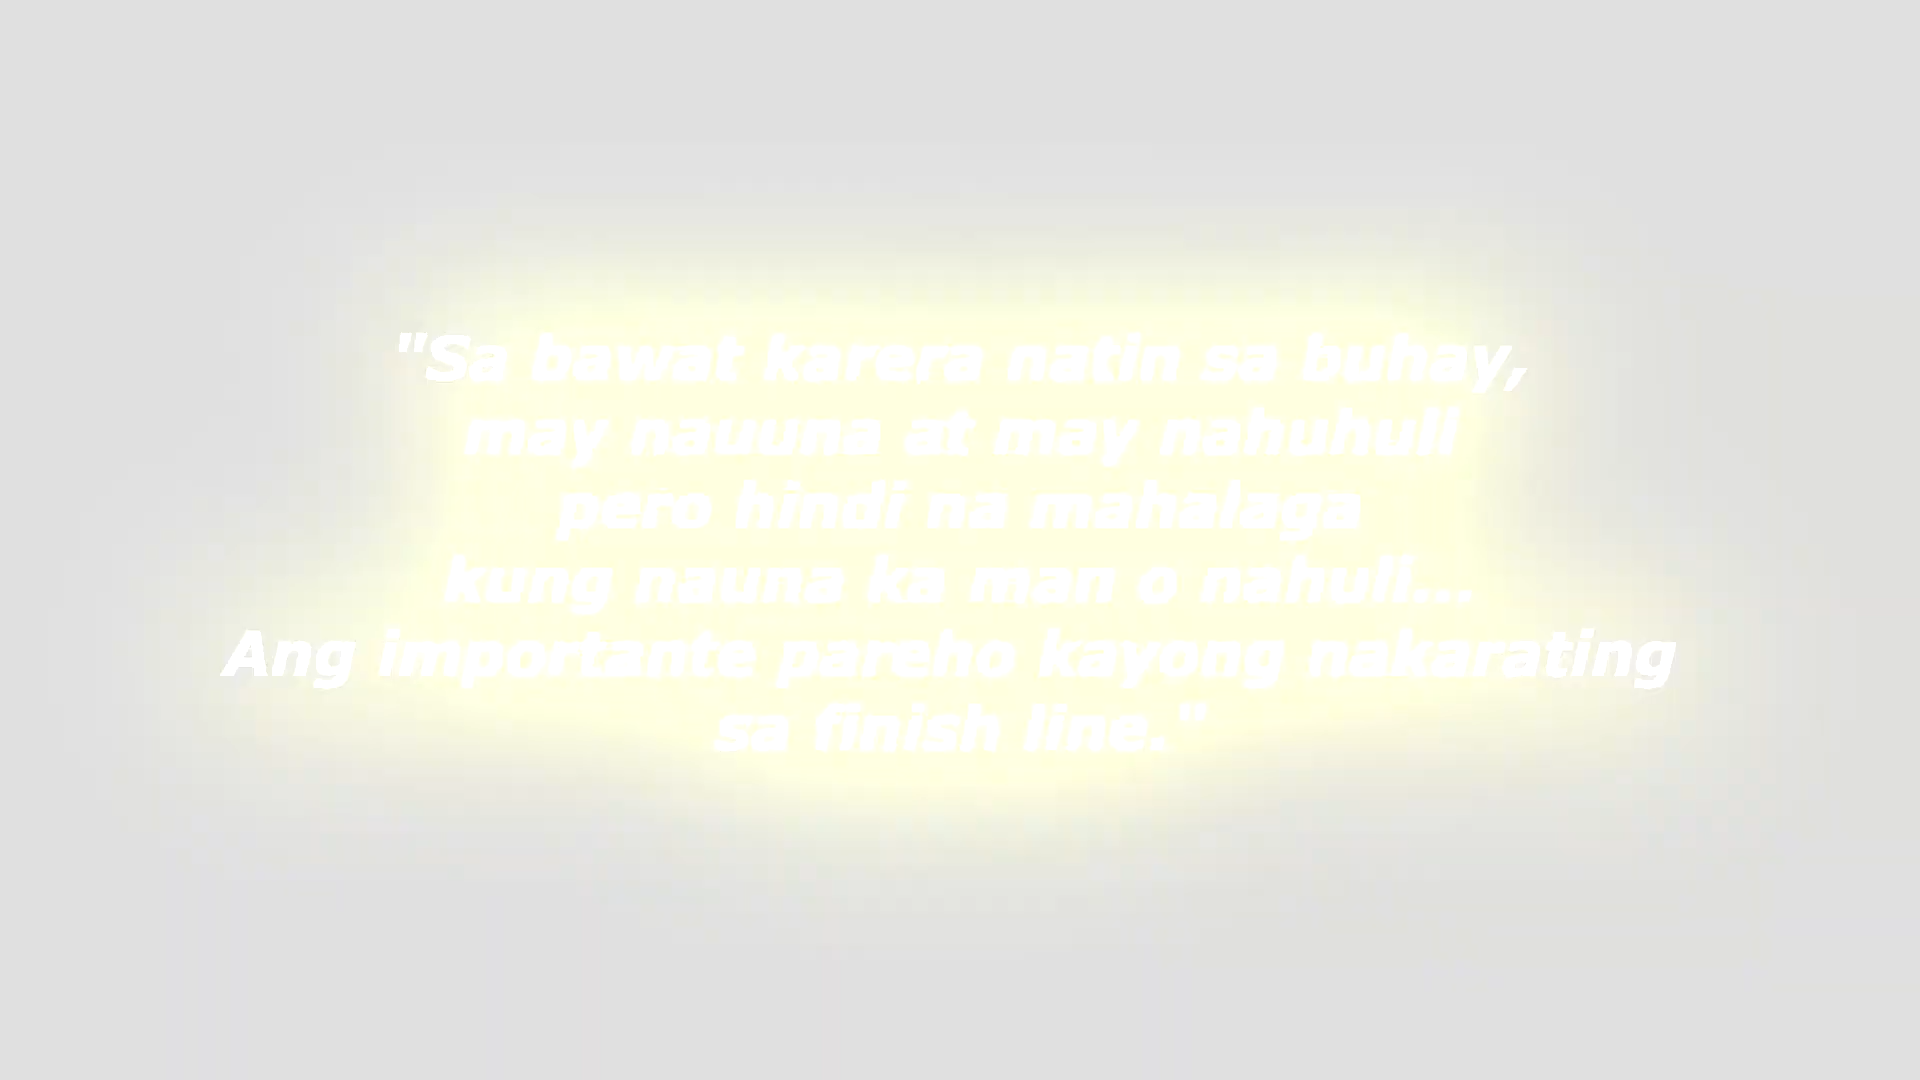 "Sa bawat karera natin sa buhay,
may nauuna at may nahuhuli
pero hindi na mahalaga
kung nauna ka man o nahuli...
Ang importante pareho kayong nakarating
sa finish line."